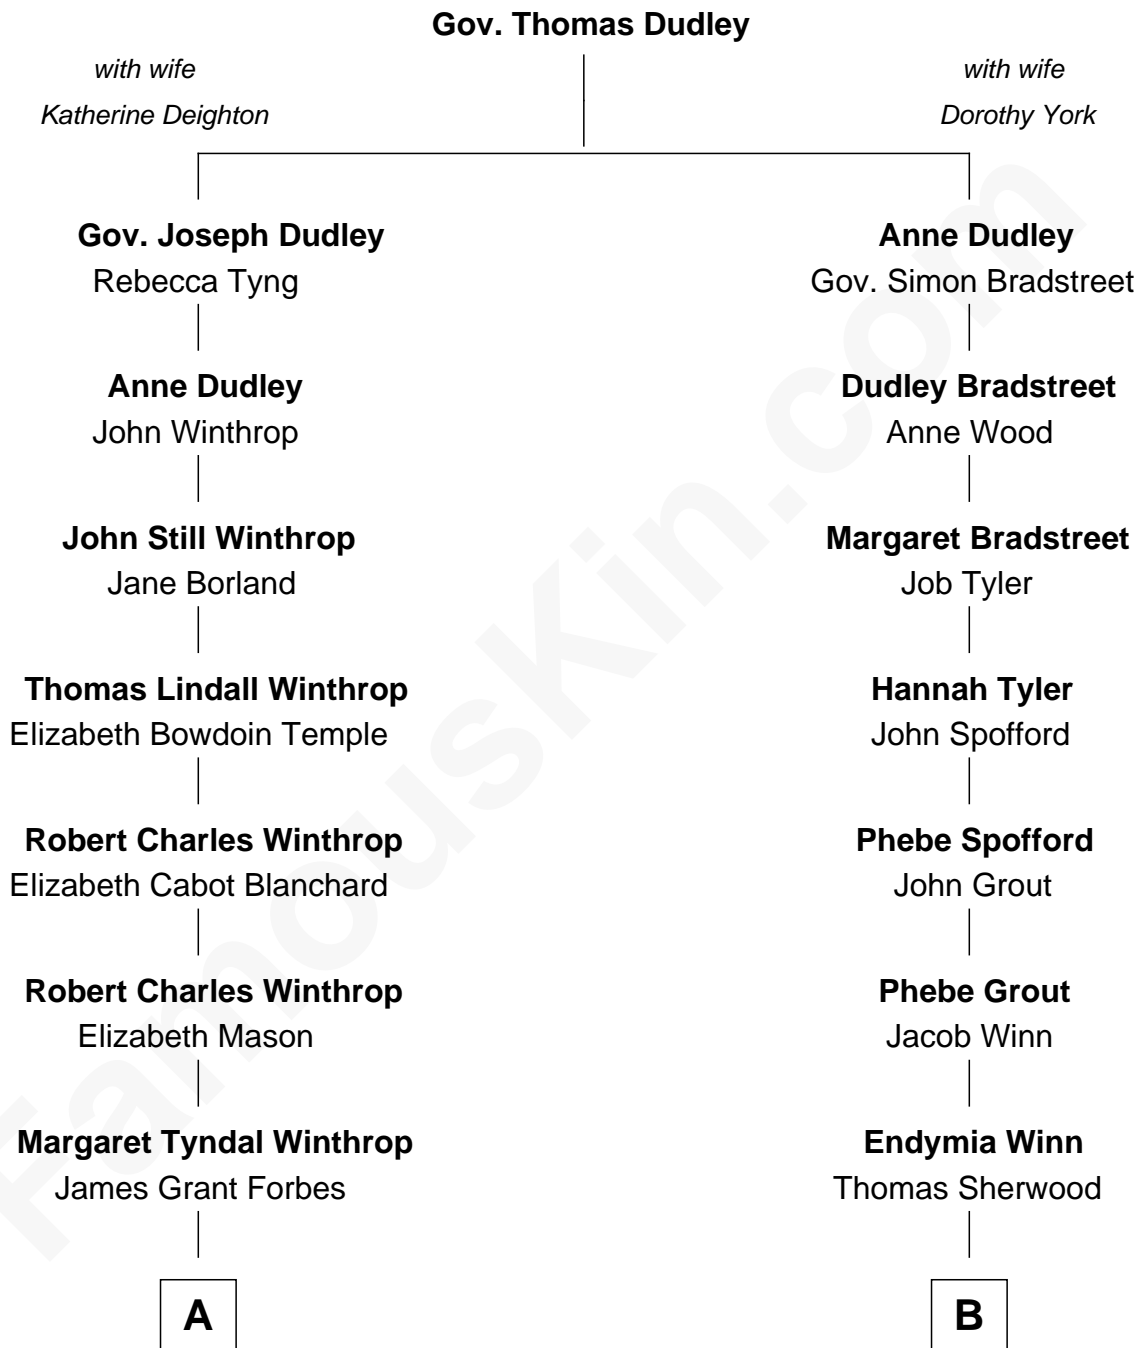 Gov. Thomas Dudley
with wife
Katherine Deighton
with wife
Dorothy York
Gov. Joseph Dudley
Rebecca Tyng
Anne Dudley
Gov. Simon Bradstreet
Anne Dudley
John Winthrop
Dudley Bradstreet
Anne Wood
John Still Winthrop
Jane Borland
Margaret Bradstreet
Job Tyler
Thomas Lindall Winthrop
Elizabeth Bowdoin Temple
Hannah Tyler
John Spofford
Robert Charles Winthrop
Elizabeth Cabot Blanchard
Phebe Spofford
John Grout
Robert Charles Winthrop
Elizabeth Mason
Phebe Grout
Jacob Winn
Margaret Tyndal Winthrop
James Grant Forbes
Endymia Winn
Thomas Sherwood
A
B
FamousKin.com